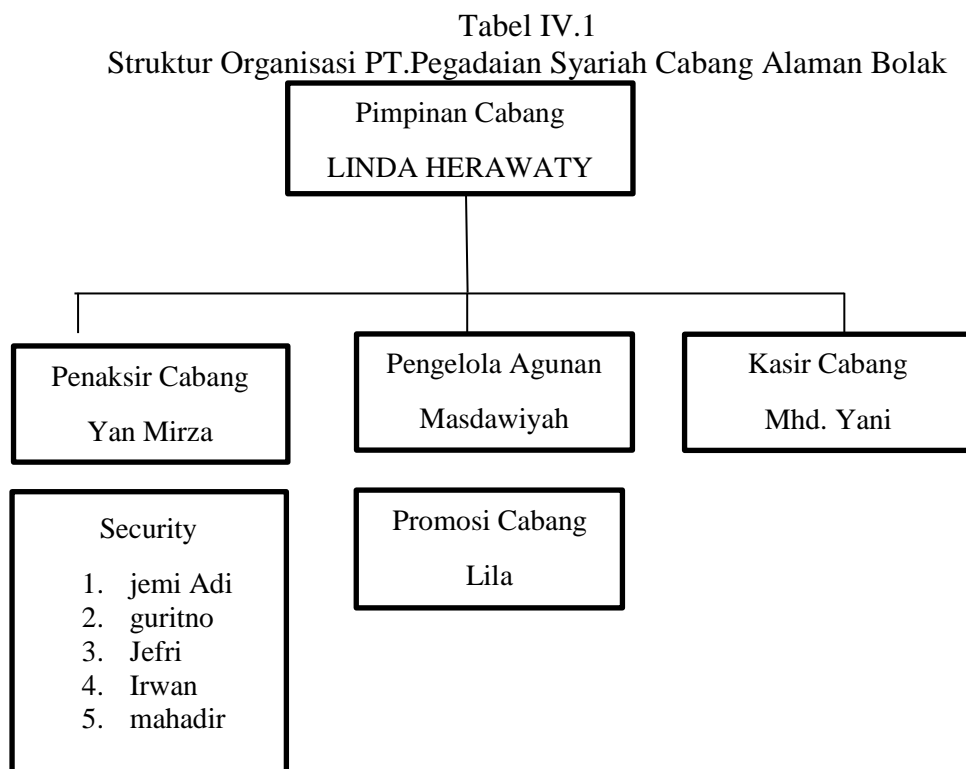 Tabel IV.1
Struktur Organisasi PT.Pegadaian Syariah Cabang Alaman Bolak
Pimpinan Cabang
LINDA HERAWATY
Penaksir Cabang
Yan Mirza
Pengelola Agunan
Masdawiyah
Kasir Cabang
Mhd. Yani
Security
1. jemi Adi
2. guritno
3. Jefri
4. Irwan
5. mahadir
Promosi Cabang
Lila